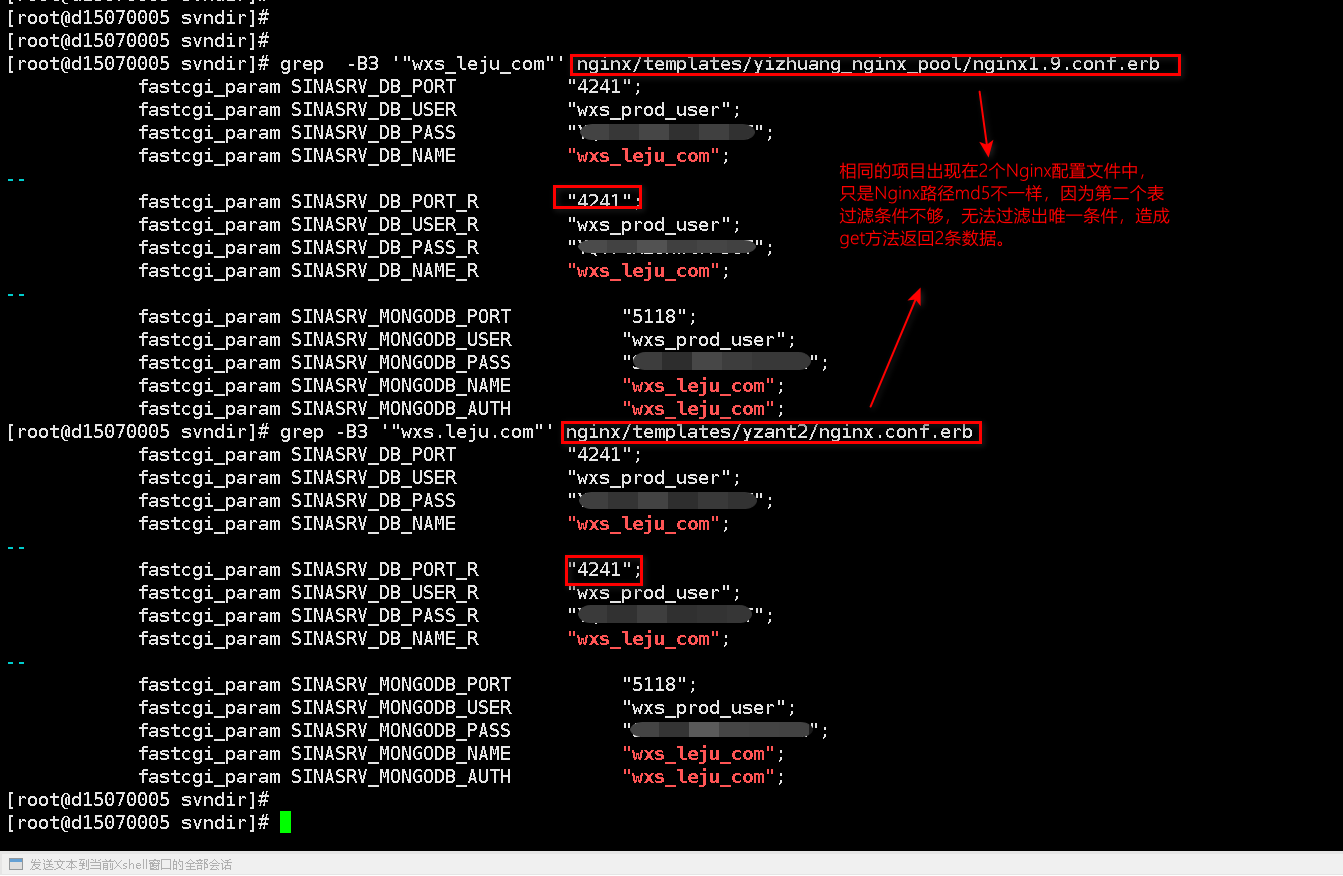 [root@d15070005 svndir]#
[root@d15070005 svndir]#
[root@d15070005 svndir]# grep  -B3 '"wxs_leju_com"' nginx/templates/yizhuang_nginx_pool/nginx1.9.conf.erb
fastcgi_param SINASRV_DB_PORT "4241";
fastcgi_param SINASRV_DB_USER "wxs_prod_user";
fastcgi_param SINASRV_DB_PASS ";
fastcgi_param SINASRV_DB_NAME "wxs_leju_com";
--
fastcgi_param SINASRV_DB_PORT_R "4241";
fastcgi_param SINASRV_DB_USER_R "wxs_prod_user";
fastcgi_param SINASRV_DB_PASS_R ";
fastcgi_param SINASRV_DB_NAME_R "wxs_leju_com";
--
fastcgi_param SINASRV_MONGODB_PORT "5118";
fastcgi_param SINASRV_MONGODB_USER "wxs_prod_user";
fastcgi_param SINASRV_MONGODB_PASS ";
fastcgi_param SINASRV_MONGODB_NAME "wxs_leju_com";
fastcgi_param SINASRV_MONGODB_AUTH "wxs_leju_com";
相同的项目出现在2个Nginx配置文件中，
只是Nginx路径md5不一样，因为第二个表
过滤条件不够，无法过滤出唯一条件，造成
get方法返回2条数据。
[root@d15070005 svndir]# grep -B3 '"wxs.leju.com"' nginx/templates/yzant2/nginx.conf.erb
fastcgi_param SINASRV_DB_PORT "4241";
fastcgi_param SINASRV_DB_USER "wxs_prod_user";
fastcgi_param SINASRV_DB_PASS ";
fastcgi_param SINASRV_DB_NAME "wxs_leju_com";
--
fastcgi_param SINASRV_DB_PORT_R "4241";
fastcgi_param SINASRV_DB_USER_R "wxs_prod_user";
fastcgi_param SINASRV_DB_PASS_R ";
fastcgi_param SINASRV_DB_NAME_R "wxs_leju_com";
--
fastcgi_param SINASRV_MONGODB_PORT "5118";
fastcgi_param SINASRV_MONGODB_USER "wxs_prod_user";
fastcgi_param SINASRV_MONGODB_PASS ";
fastcgi_param SINASRV_MONGODB_NAME "wxs_leju_com";
fastcgi_param SINASRV_MONGODB_AUTH "wxs_leju_com";
[root@d15070005 svndir]#
[root@d15070005 svndir]#
发送文本到当前Xshell窗口的全部会话